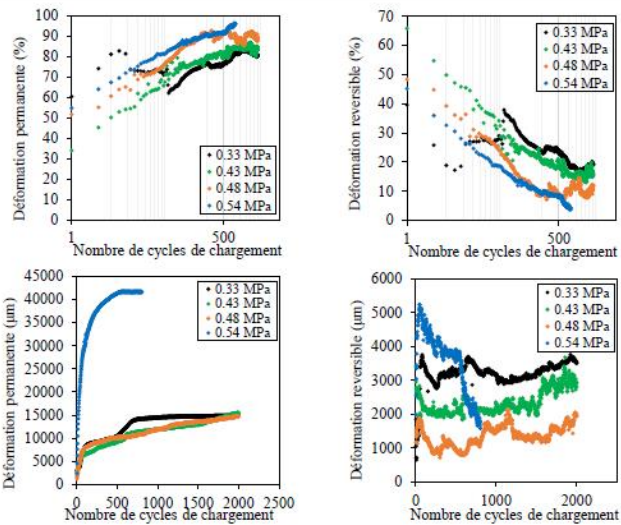 Déformation permanente (%)
100
90
80
70
60
50
40
30
20
10
0
0.33 MPa
0.43 MPa
0.48 MPa
0.54 MPa
1
500
Nombre de cycles de chargement
Déformation reversible (%)
70
60
50
40
30
20
10
0
0.33 MPa
0.43 MPa
0.48 MPa
0.54 MPa
1
500
Nombre de cycles de chargement
Déformation permanente (µm)
45000
40000
35000
30000
25000
20000
15000
10000
5000
0
0.33 MPa
0.43 MPa
0.48 MPa
0.54 MPa
0
500
1000
1500
2000
2500
Nombre de cycles de chargement
Déformation reversible (µm)
6000
5000
4000
3000
2000
1000
0
0.33 MPa
0.43 MPa
0.48 MPa
0.54 MPa
0
1000
2000
Nombre de cycles de chargement